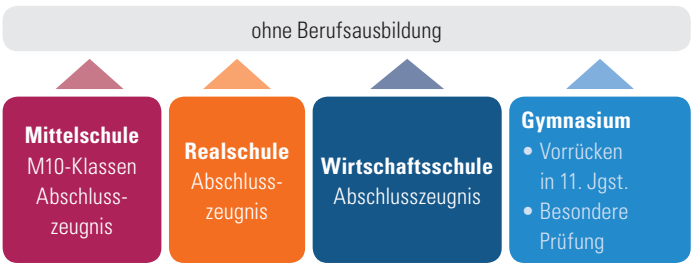 ohne Berufsausbildung
Mittelschule
M10-Klassen
Abschluss-
zeugnis
Realschule
Abschluss-
zeugnis
Wirtschaftsschule
Abschlusszeugnis
Gymnasium
• Vorrücken
in 11. Jgst.
• Besondere
Prüfung